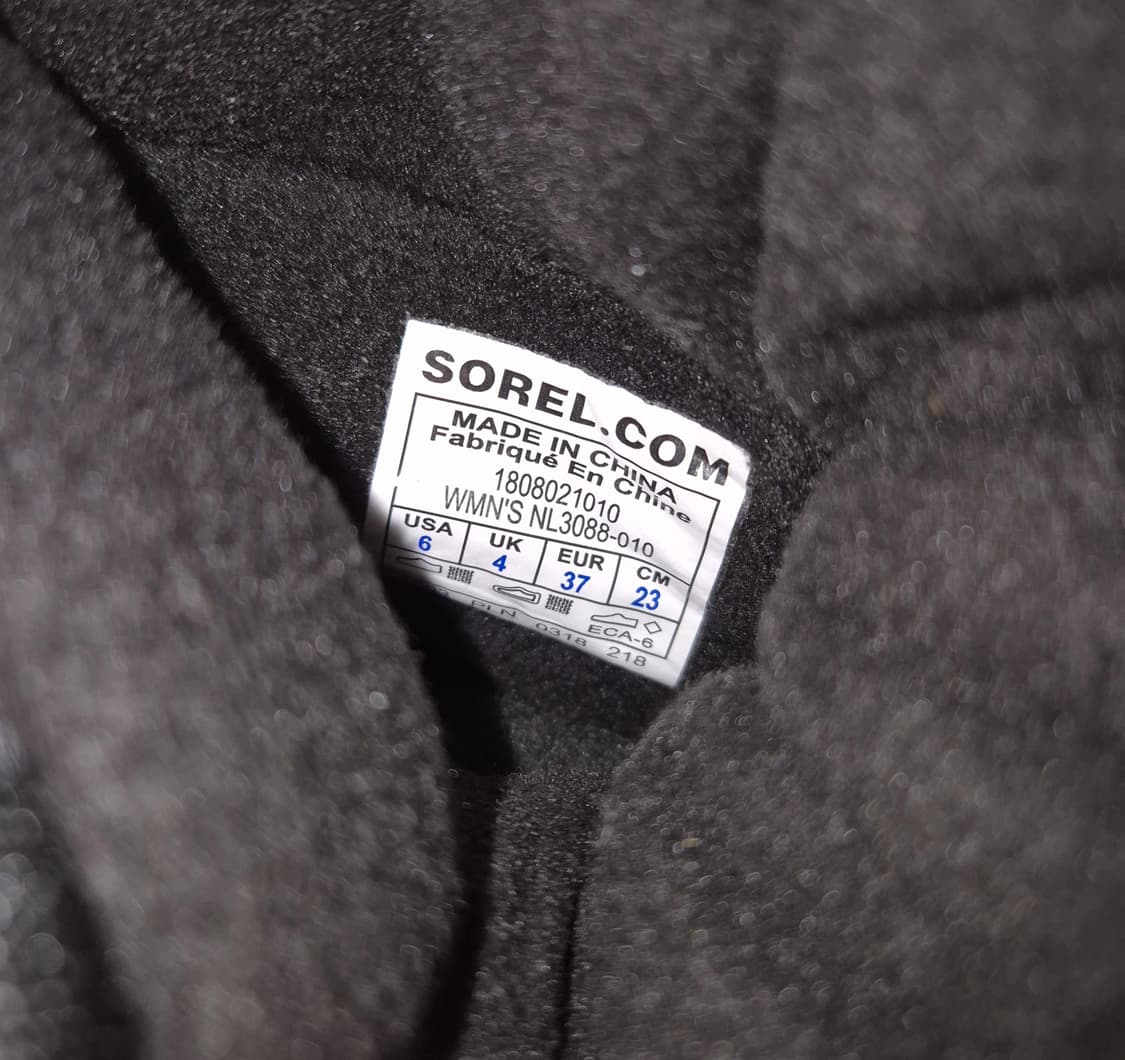 SOREL.COM
MADE IN CHINA
Fabriqué En Chine
1808021010
WMN'S NL3088-010
USA UK EUR CM
6 4 37 23
ECA-6
PLN 0318 218